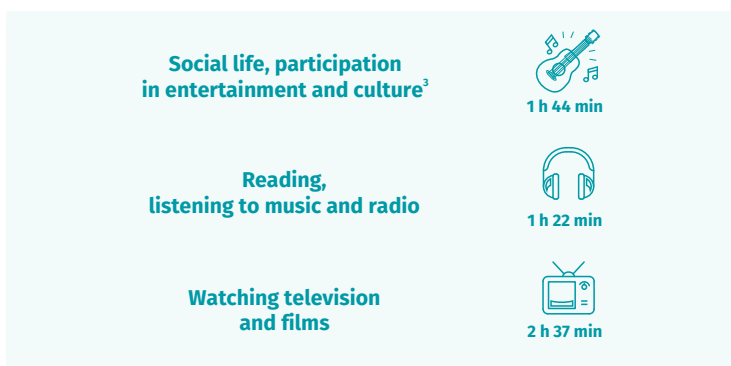 Social life, participation
in entertainment and culture³
1 h 44 min
Reading,
listening to music and radio
1 h 22 min
Watching television
and films
2 h 37 min